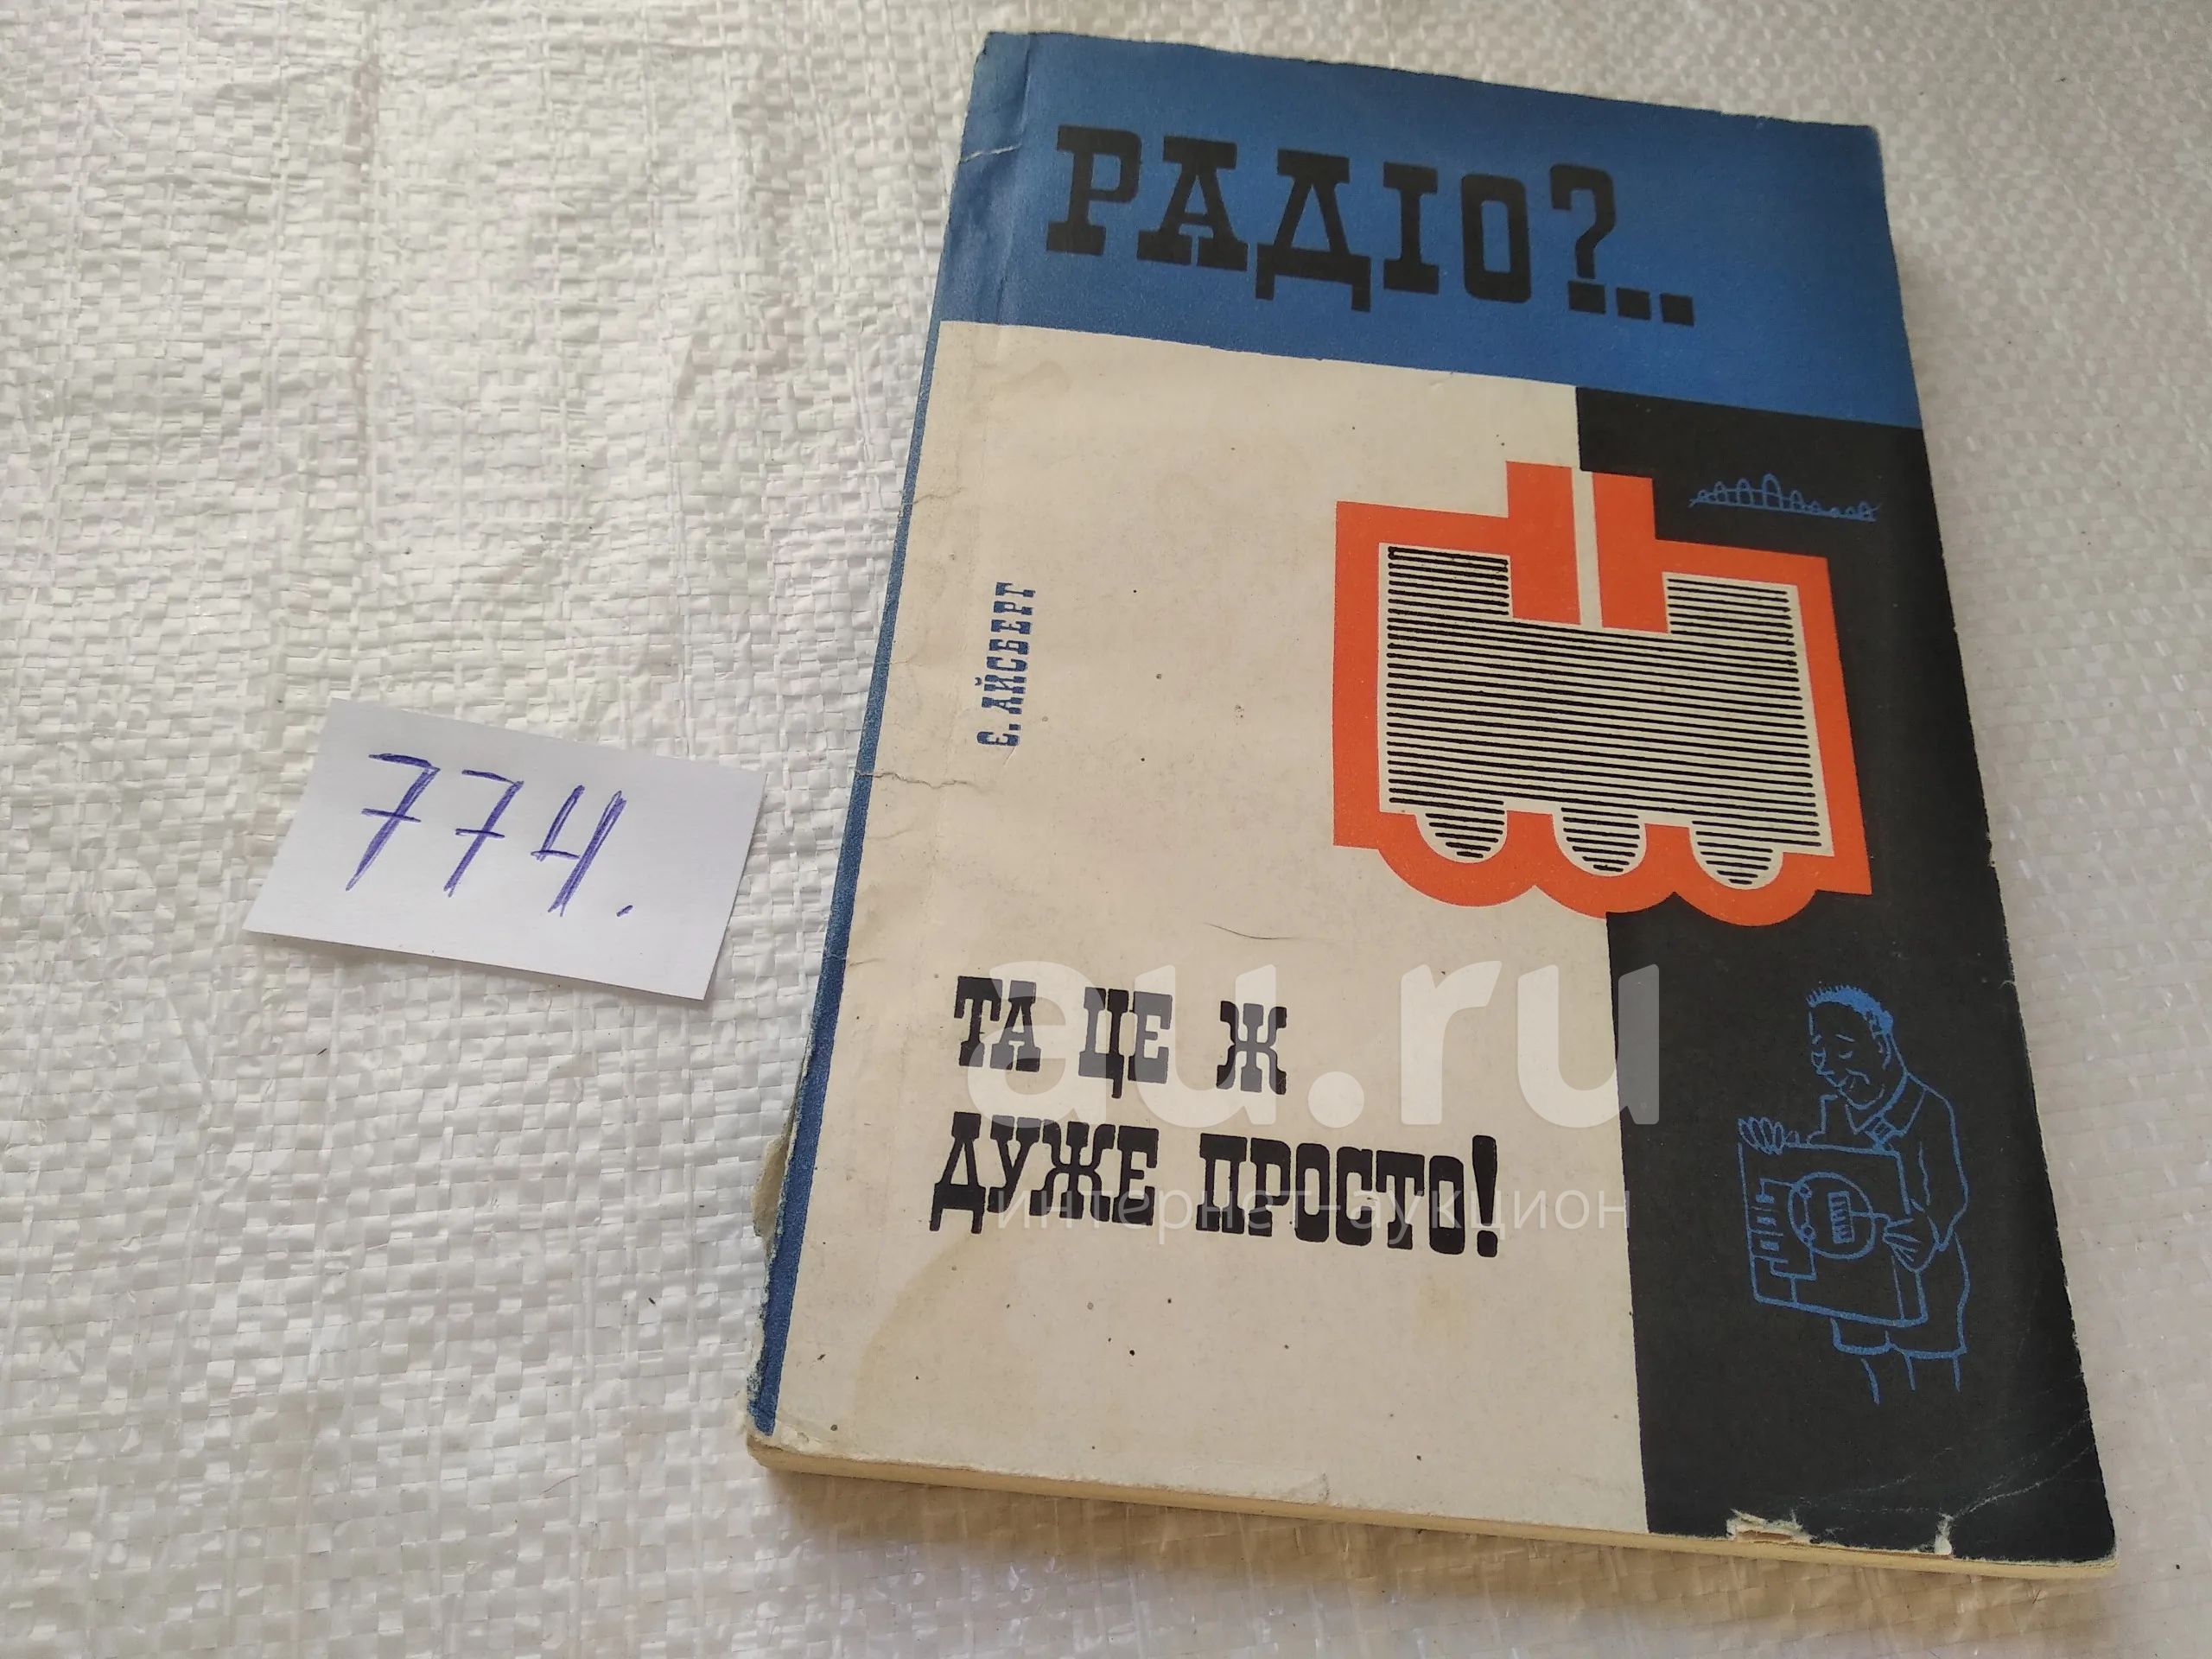 РАДІО?..
Є. АЙСБЕРГ
774.
ТА ЦЕ Ж
ДУЖЕ ПРОСТО!
au.ru
интернет-аукцион